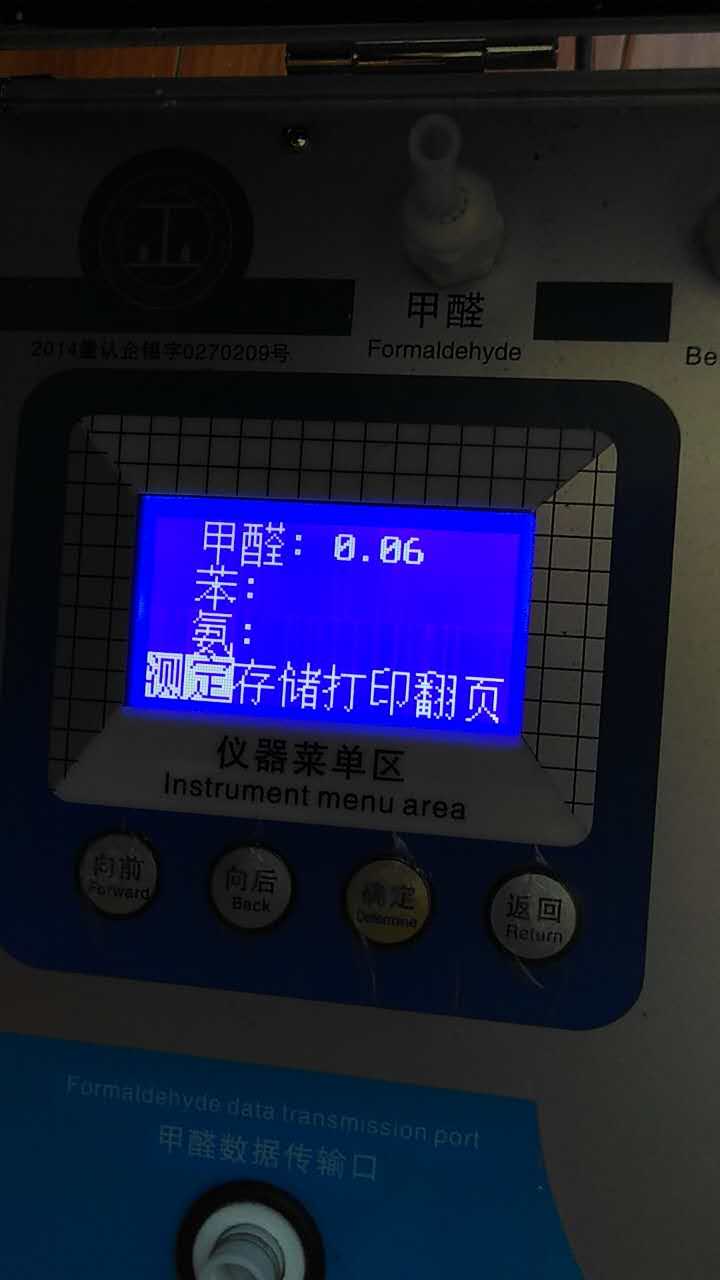 甲醛
Formaldehyde
Be
2014量认企银字0270209号
甲醛: 0.06
苯:
氨:
测定存储打印翻页
仪器菜单区
Instrument menu area
向前
Forward
向后
Back
确定
Determine
返回
Return
Formaldehyde data transmission port
甲醛数据传输口